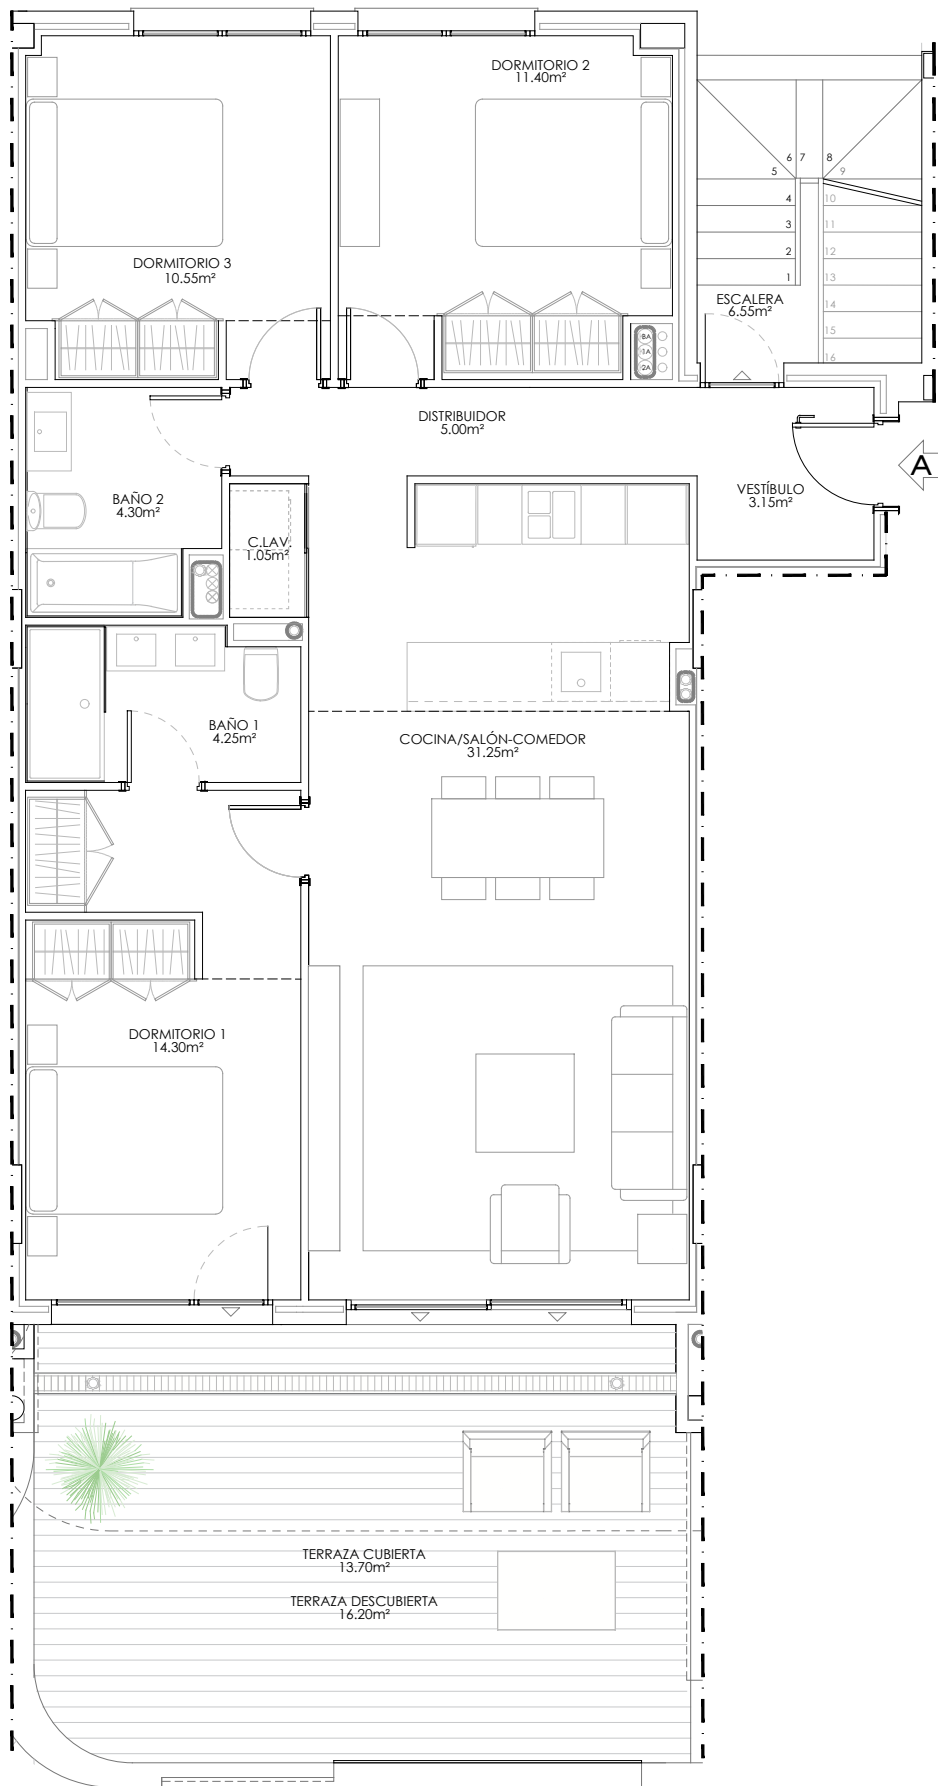 DORMITORIO 2
11.40m²
6 7 8
5 9
4 10
3 11
2 12
1 13
14
15
16
DORMITORIO 3
10.55m²
ESCALERA
6.55m²
8A
1A
2A
DISTRIBUIDOR
5.00m²
A
VESTÍBULO
3.15m²
BAÑO 2
4.30m²
C.LAV.
1.05m²
BAÑO 1
4.25m²
COCINA/SALÓN-COMEDOR
31.25m²
DORMITORIO 1
14.30m²
TERRAZA CUBIERTA
13.70m²
TERRAZA DESCUBIERTA
16.20m²